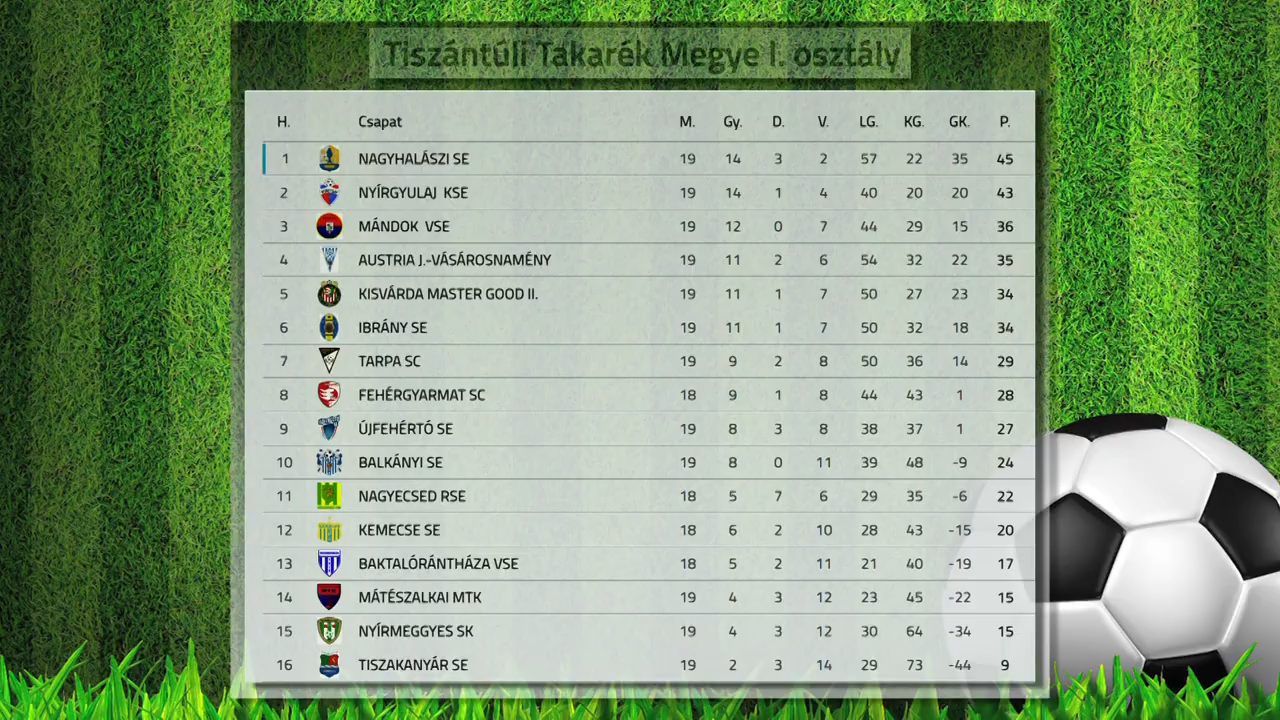 Tiszántúli Takarék Megye I. osztály
H. Csapat M. Gy. D. V. LG. KG. GK. P.
1 NAGYHALÁSZI SE 19 14 3 2 57 22 35 45
2 NYÍRGYULAJ KSE 19 14 1 4 40 20 20 43
3 MÁNDOK VSE 19 12 0 7 44 29 15 36
4 AUSTRIA J.-VÁSÁROSNAMÉNY 19 11 2 6 54 32 22 35
5 KISVÁRDA MASTER GOOD II. 19 11 1 7 50 27 23 34
6 IBRÁNY SE 19 11 1 7 50 32 18 34
7 TARPA SC 19 9 2 8 50 36 14 29
8 FEHÉRGYARMAT SC 18 9 1 8 44 43 1 28
9 ÚJFEHÉRTÓ SE 19 8 3 8 38 37 1 27
10 BALKÁNYI SE 19 8 0 11 39 48 -9 24
11 NAGYECSED RSE 18 5 7 6 29 35 -6 22
12 KEMECSE SE 18 6 2 10 28 43 -15 20
13 BAKTALÓRÁNTHÁZA VSE 18 5 2 11 21 40 -19 17
14 MÁTÉSZALKAI MTK 19 4 3 12 23 45 -22 15
15 NYÍRMEGGYES SK 19 4 3 12 30 64 -34 15
16 TISZAKANYÁR SE 19 2 3 14 29 73 -44 9